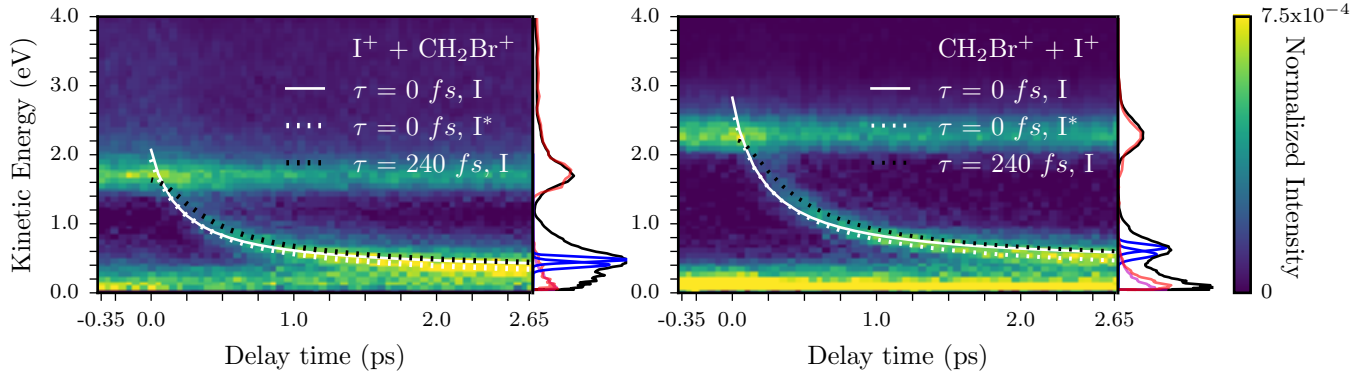 Kinetic Energy (eV)
4.0
3.0
2.0
1.0
0.0
I⁺ + CH₂Br⁺
τ = 0 fs, I
τ = 0 fs, I*
τ = 240 fs, I
-0.35 0.0 1.0 2.0 2.65
Delay time (ps)
4.0
3.0
2.0
1.0
0.0
CH₂Br⁺ + I⁺
τ = 0 fs, I
τ = 0 fs, I*
τ = 240 fs, I
-0.35 0.0 1.0 2.0 2.65
Delay time (ps)
7.5x10⁻⁴
Normalized Intensity
0